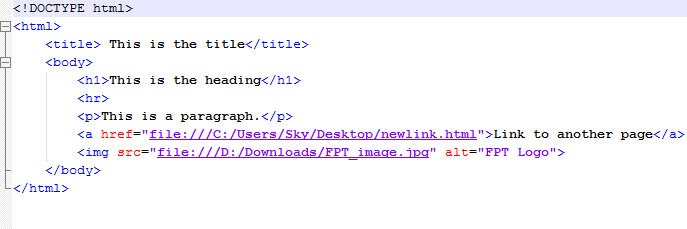 <!DOCTYPE html>
<html>
<title> This is the title</title>
<body>
<h1>This is the heading</h1>
<hr>
<p>This is a paragraph.</p>
<a href="file:///C:/Users/Sky/Desktop/newlink.html">Link to another page</a>
<img src="file:///D:/Downloads/FPT_image.jpg" alt="FPT Logo">
</body>
</html>